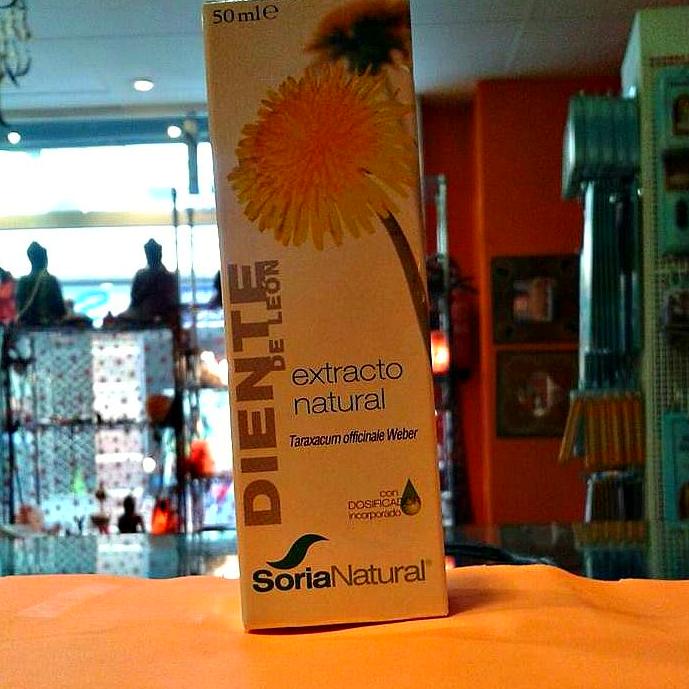 50 ml e
DIENTE
DE LEÓN
extracto
natural
Taraxacum officinale Weber
con
DOSIFICADOR
incorporado
SoriaNatural®